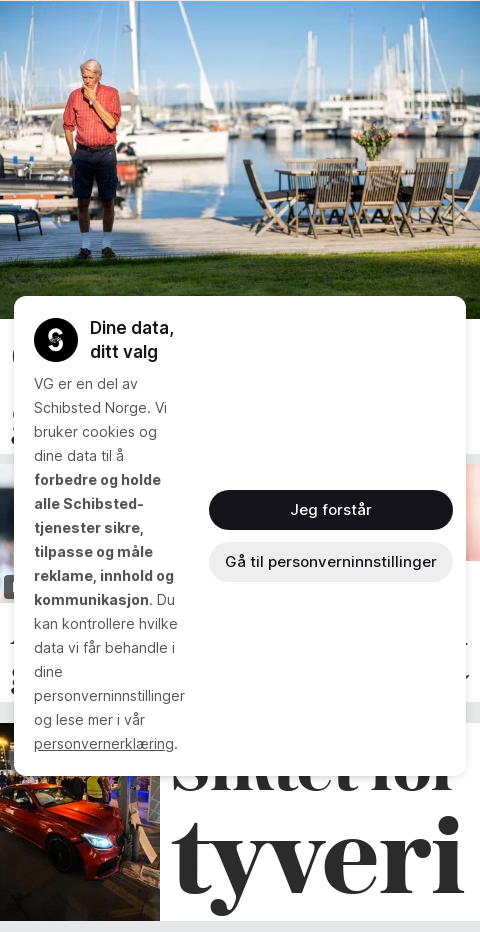 Dine data,
ditt valg
VG er en del av
Schibsted Norge. Vi
bruker cookies og
dine data til å
forbedre og holde
alle Schibsted-
tjenester sikre,
tilpasse og måle
reklame, innhold og
kommunikasjon. Du
kan kontrollere hvilke
data vi får behandle i
dine
personverninnstillinger
og lese mer i vår
personvernerklæring.
Jeg forstår
Gå til personverninnstillinger
Siktet for
tyveri